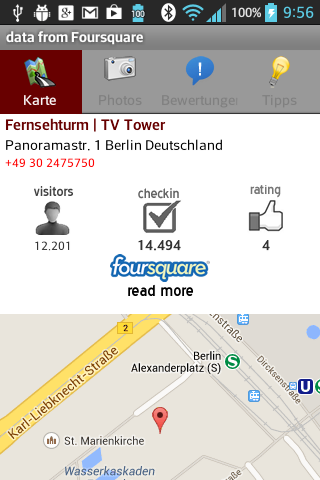 100% 9:56
data from Foursquare
Karte Photos Bewertungen Tipps
Fernsehturm | TV Tower
Panoramastr. 1 Berlin Deutschland
+49 30 2475750
visitors checkin rating
12.201 14.494 4
foursquare
read more
2
Berlin
Alexanderplatz (S)
S
U
Dircksenstraße
Karl-Liebknecht-Straße
St. Marienkirche
Wasserkaskaden